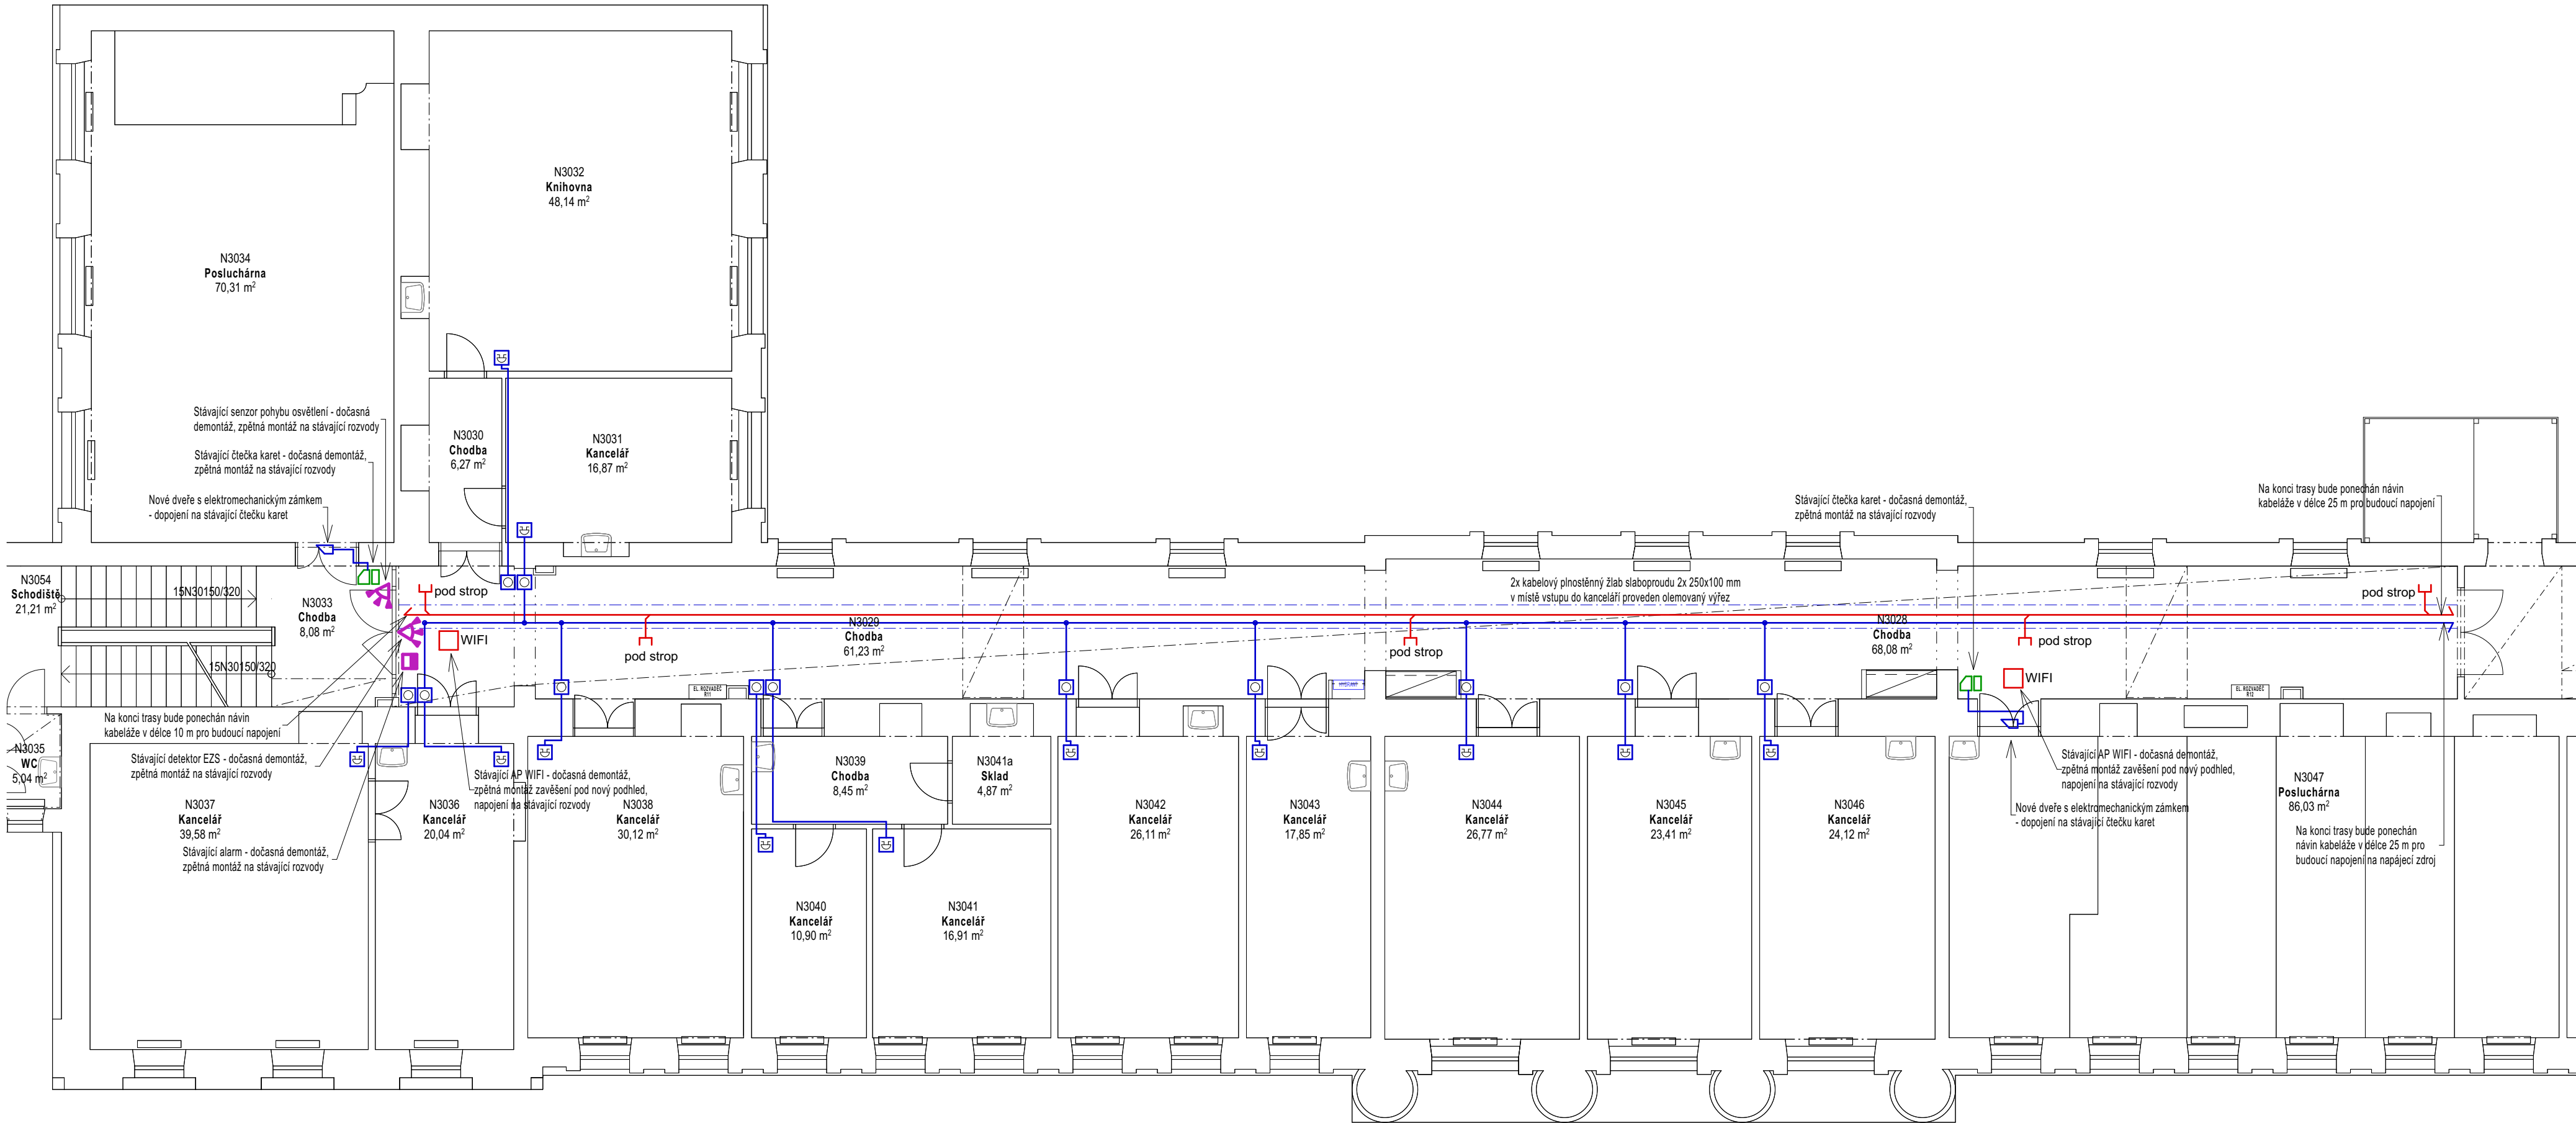 N3032
Knihovna
48,14 m²
N3034
Posluchárna
70,31 m²
Stávající senzor pohybu osvětlení - dočasná
demontáž, zpětná montáž na stávající rozvody
Stávající čtečka karet - dočasná demontáž,
zpětná montáž na stávající rozvody
Nové dveře s elektromechanickým zámkem
- dopojení na stávající čtečku karet
N3030
Chodba
6,27 m²
N3031
Kancelář
16,87 m²
Stávající čtečka karet - dočasná demontáž,
zpětná montáž na stávající rozvody
Na konci trasy bude ponechán návin
kabeláže v délce 25 m pro budoucí napojení
N3054
Schodiště
21,21 m²
15N30150/320
15N30150/320
N3033
Chodba
8,08 m²
pod strop
WIFI
pod strop
N3029
Chodba
61,23 m²
2x kabelový plnostěnný žlab slaboproudu 2x 250x100 mm
v místě vstupu do kanceláří proveden olemovaný výřez
pod strop
N3028
Chodba
68,08 m²
pod strop
pod strop
WIFI
EL. ROZVADĚČ
R11
EL. ROZVADĚČ
R12
Na konci trasy bude ponechán návin
kabeláže v délce 10 m pro budoucí napojení
Stávající detektor EZS - dočasná demontáž,
zpětná montáž na stávající rozvody
Stávající alarm - dočasná demontáž,
zpětná montáž na stávající rozvody
Stávající AP WIFI - dočasná demontáž,
zpětná montáž zavěšení pod nový podhled,
napojení na stávající rozvody
N3035
WC
5,04 m²
N3037
Kancelář
39,58 m²
N3036
Kancelář
20,04 m²
N3038
Kancelář
30,12 m²
N3039
Chodba
8,45 m²
N3041a
Sklad
4,87 m²
N3040
Kancelář
10,90 m²
N3041
Kancelář
16,91 m²
N3042
Kancelář
26,11 m²
N3043
Kancelář
17,85 m²
N3044
Kancelář
26,77 m²
N3045
Kancelář
23,41 m²
N3046
Kancelář
24,12 m²
Stávající AP WIFI - dočasná demontáž,
zpětná montáž zavěšení pod nový podhled,
napojení na stávající rozvody
Nové dveře s elektromechanickým zámkem
- dopojení na stávající čtečku karet
N3047
Posluchárna
86,03 m²
Na konci trasy bude ponechán
návin kabeláže v délce 25 m pro
budoucí napojení na napájecí zdroj